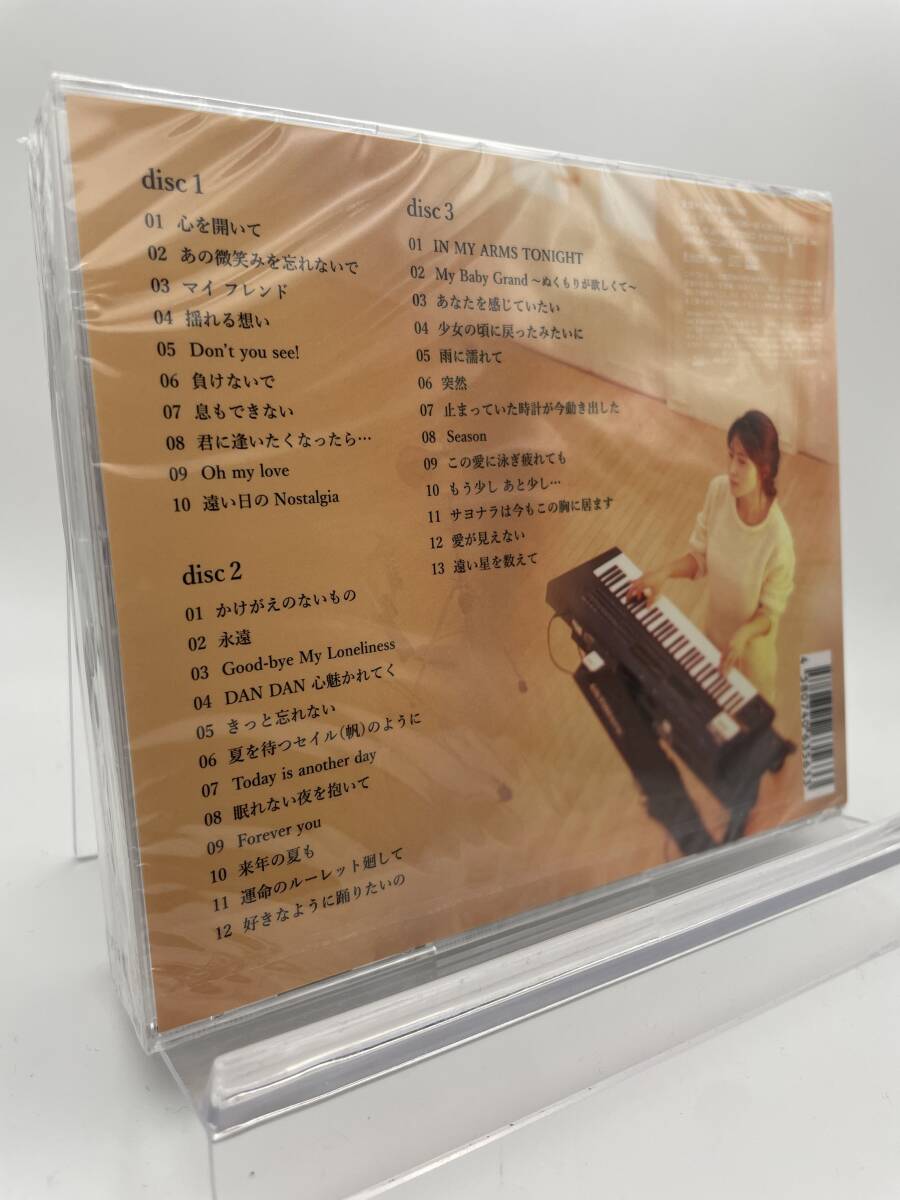 disc 1
01 心を開いて
02 あの微笑みを忘れないで
03 マイ フレンド
04 揺れる想い
05 Don't you see!
06 負けないで
07 息もできない
08 君に逢いたくなったら…
09 Oh my love
10 遠い日の Nostalgia
disc 2
01 かけがえのないもの
02 永遠
03 Good-bye My Loneliness
04 DAN DAN 心魅かれてく
05 きっと忘れない
06 夏を待つセイル(帆)のように
07 Today is another day
08 眠れない夜を抱いて
09 Forever you
10 来年の夏も
11 運命のルーレット廻して
12 好きなように踊りたいの
disc 3
01 IN MY ARMS TONIGHT
02 My Baby Grand ～ぬくもりが欲しくて～
03 あなたを感じていたい
04 少女の頃に戻ったみたいに
05 雨に濡れて
06 突然
07 止まっていた時計が今動き出した
08 Season
09 この愛に泳ぎ疲れても
10 もう少し あと少し…
11 サヨナラは今もこの胸に居ます
12 愛が見えない
13 遠い星を数えて